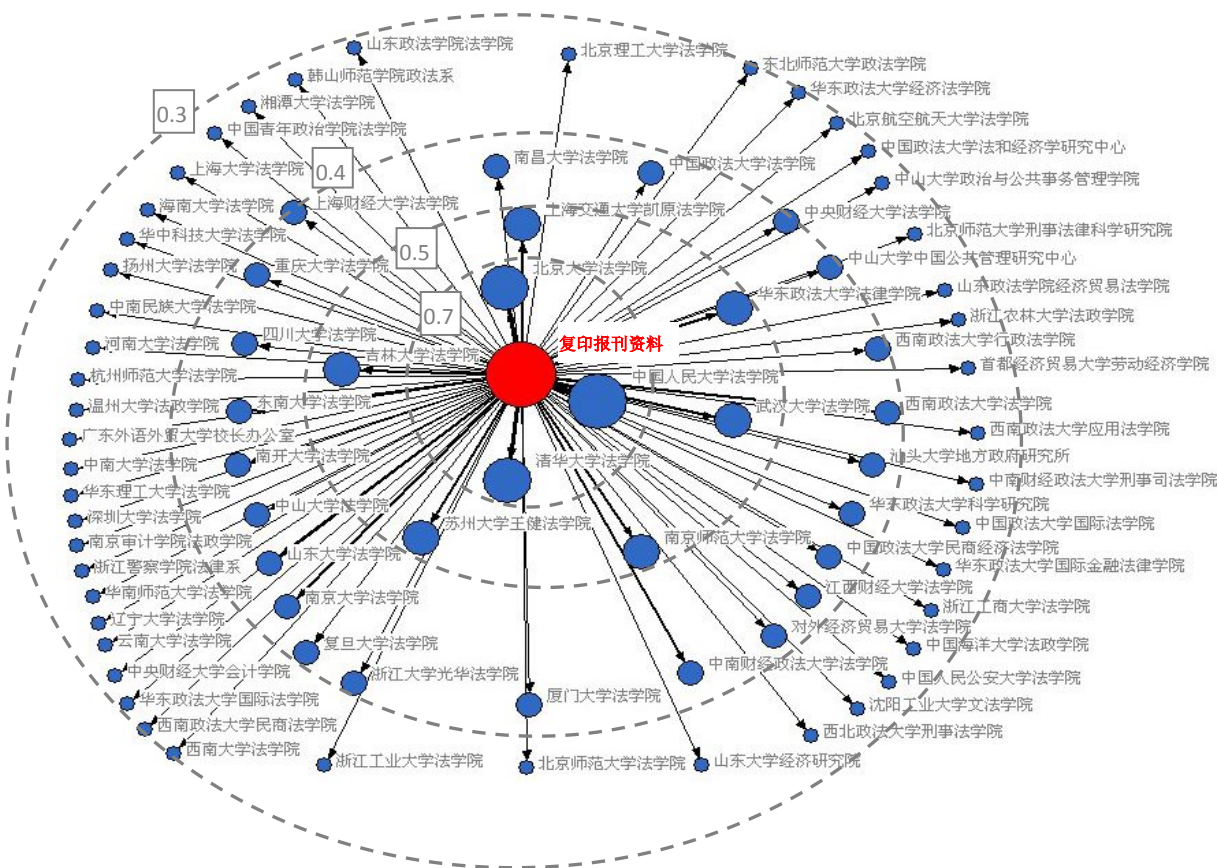 山东政法学院法学院
北京理工大学法学院
东北师范大学政法学院
韩山师范学院政法系
华东政法大学经济法学院
湘潭大学法学院
0.3
北京航空航天大学法学院
中国青年政治学院法学院
中国政法大学法和经济学研究中心
南昌大学法学院
中国政法大学法学院
上海大学法学院
0.4
中山大学政治与公共事务管理学院
上海财经大学法学院
海南大学法学院
上海交通大学凯原法学院
中央财经大学法学院
北京师范大学刑事法律科学研究院
华中科技大学法学院
0.5
中山大学中国公共管理研究中心
扬州大学法学院
重庆大学法学院
北京大学法学院
华东政法大学法律学院
山东政法学院经济贸易法学院
中南民族大学法学院
0.7
浙江农林大学法政学院
四川大学法学院
西南政法大学行政法学院
河南大学法学院
复印报刊资料
吉林大学法学院
首都经济贸易大学劳动经济学院
杭州师范大学法学院
中国人民大学法学院
温州大学法政学院
东南大学法学院
武汉大学法学院
西南政法大学法学院
广东外语外贸大学校长办公室
西南政法大学应用法学院
南开大学法学院
清华大学法学院
汕头大学地方政府研究所
中南大学法学院
中南财经政法大学刑事司法学院
华东理工大学法学院
中山大学法学院
华东政法大学科学研究院
深圳大学法学院
苏州大学王健法学院
中国政法大学国际法学院
南京审计学院法政学院
山东大学法学院
南京师范大学法学院
中国政法大学民商经济法学院
浙江警察学院法律系
华东政法大学国际金融法律学院
华南师范大学法学院
南京大学法学院
江西财经大学法学院
浙江工商大学法学院
辽宁大学法学院
对外经济贸易大学法学院
云南大学法学院
复旦大学法学院
中国海洋大学法政学院
中央财经大学会计学院
浙江大学光华法学院
中南财经政法大学法学院
中国人民公安大学法学院
华东政法大学国际法学院
厦门大学法学院
沈阳工业大学文法学院
西南政法大学民商法学院
西北政法大学刑事法学院
西南大学法学院
浙江工业大学法学院
北京师范大学法学院
山东大学经济研究院